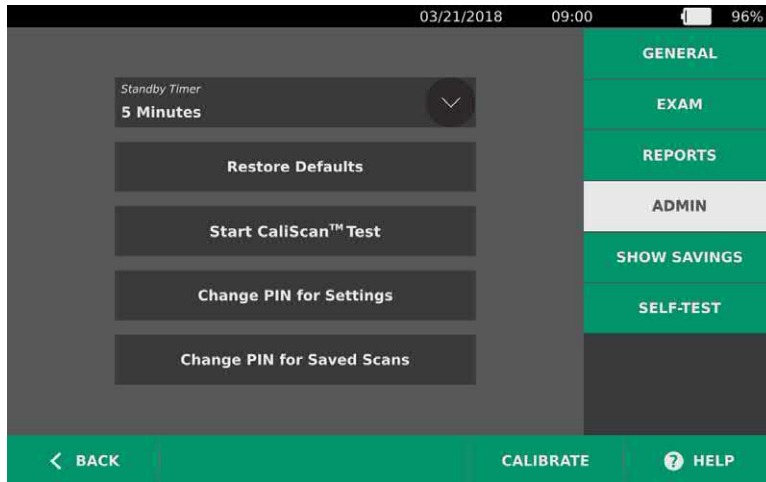 03/21/2018 09:00 96%
Standby Timer
5 Minutes
Restore Defaults
Start CaliScan™ Test
Change PIN for Settings
Change PIN for Saved Scans
GENERAL
EXAM
REPORTS
ADMIN
SHOW SAVINGS
SELF-TEST
BACK
CALIBRATE
? HELP